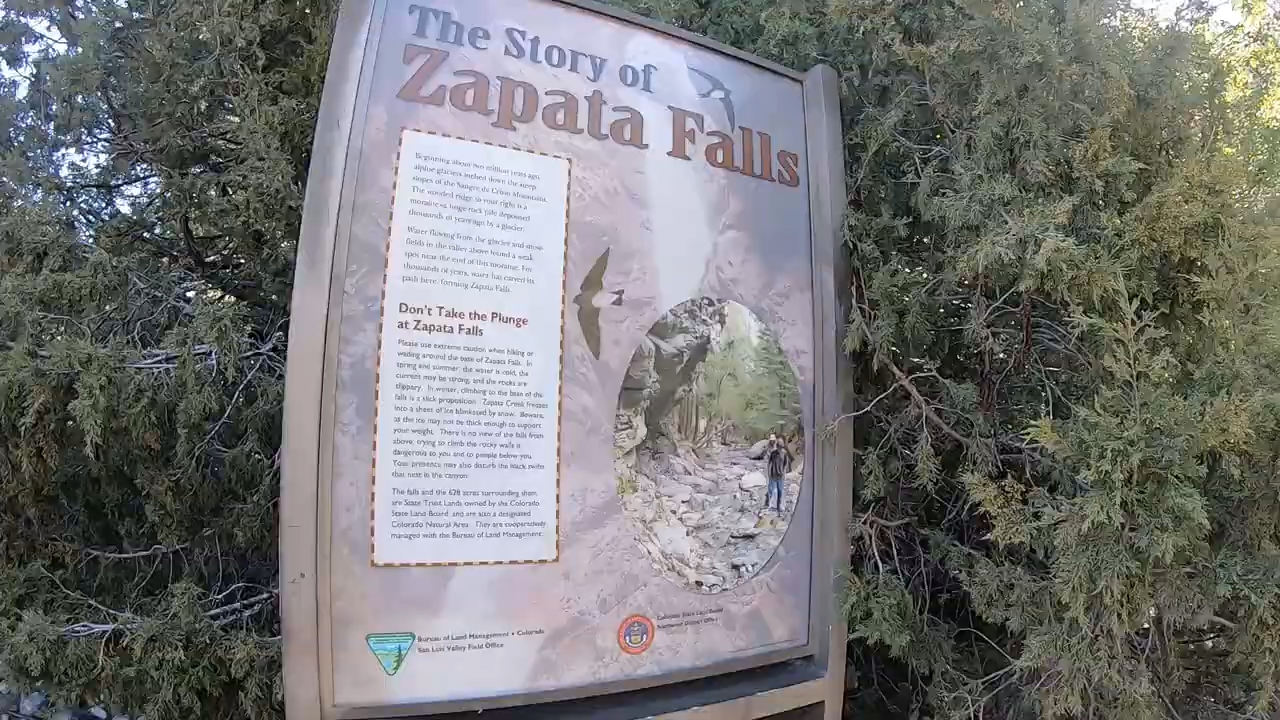 The Story of
Zapata Falls
Beginning about two million years ago,
alpine glaciers inched down the steep
slopes of the Sangre de Cristo Mountains.
The wooded ridge to your right is a
moraine–a huge rock pile deposited
thousands of years ago by a glacier.
Water flowing from the glacier and snow-
fields in the valley above found a weak
spot near the end of this moraine. For
thousands of years, water has carved its
path here, forming Zapata Falls.
Don't Take the Plunge
at Zapata Falls
Please use extreme caution when hiking or
wading around the base of Zapata Falls. In
spring and summer, the water is cold, the
current may be strong, and the rocks are
slippery. In winter, climbing to the base of the
falls is a slick proposition. Zapata Creek freezes
into a sheet of ice blanketed by snow. Beware,
as the ice may not be thick enough to support
your weight. There is no view of the falls from
above; trying to climb the rocky walls is
dangerous to you and to people below you.
Your presence may also disturb the black swifts
that nest in the canyon.
The falls and the 628 acres surrounding them
are State Trust Lands owned by the Colorado
State Land Board and are also a designated
Colorado Natural Area. They are cooperatively
managed with the Bureau of Land Management.
Bureau of Land Management • Colorado
San Luis Valley Field Office
Colorado State Land Board
District Office